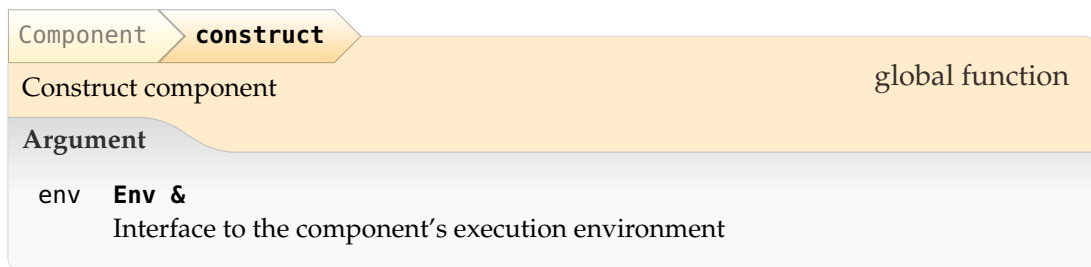 Component construct
Construct component
global function
Argument
env Env &
Interface to the component’s execution environment